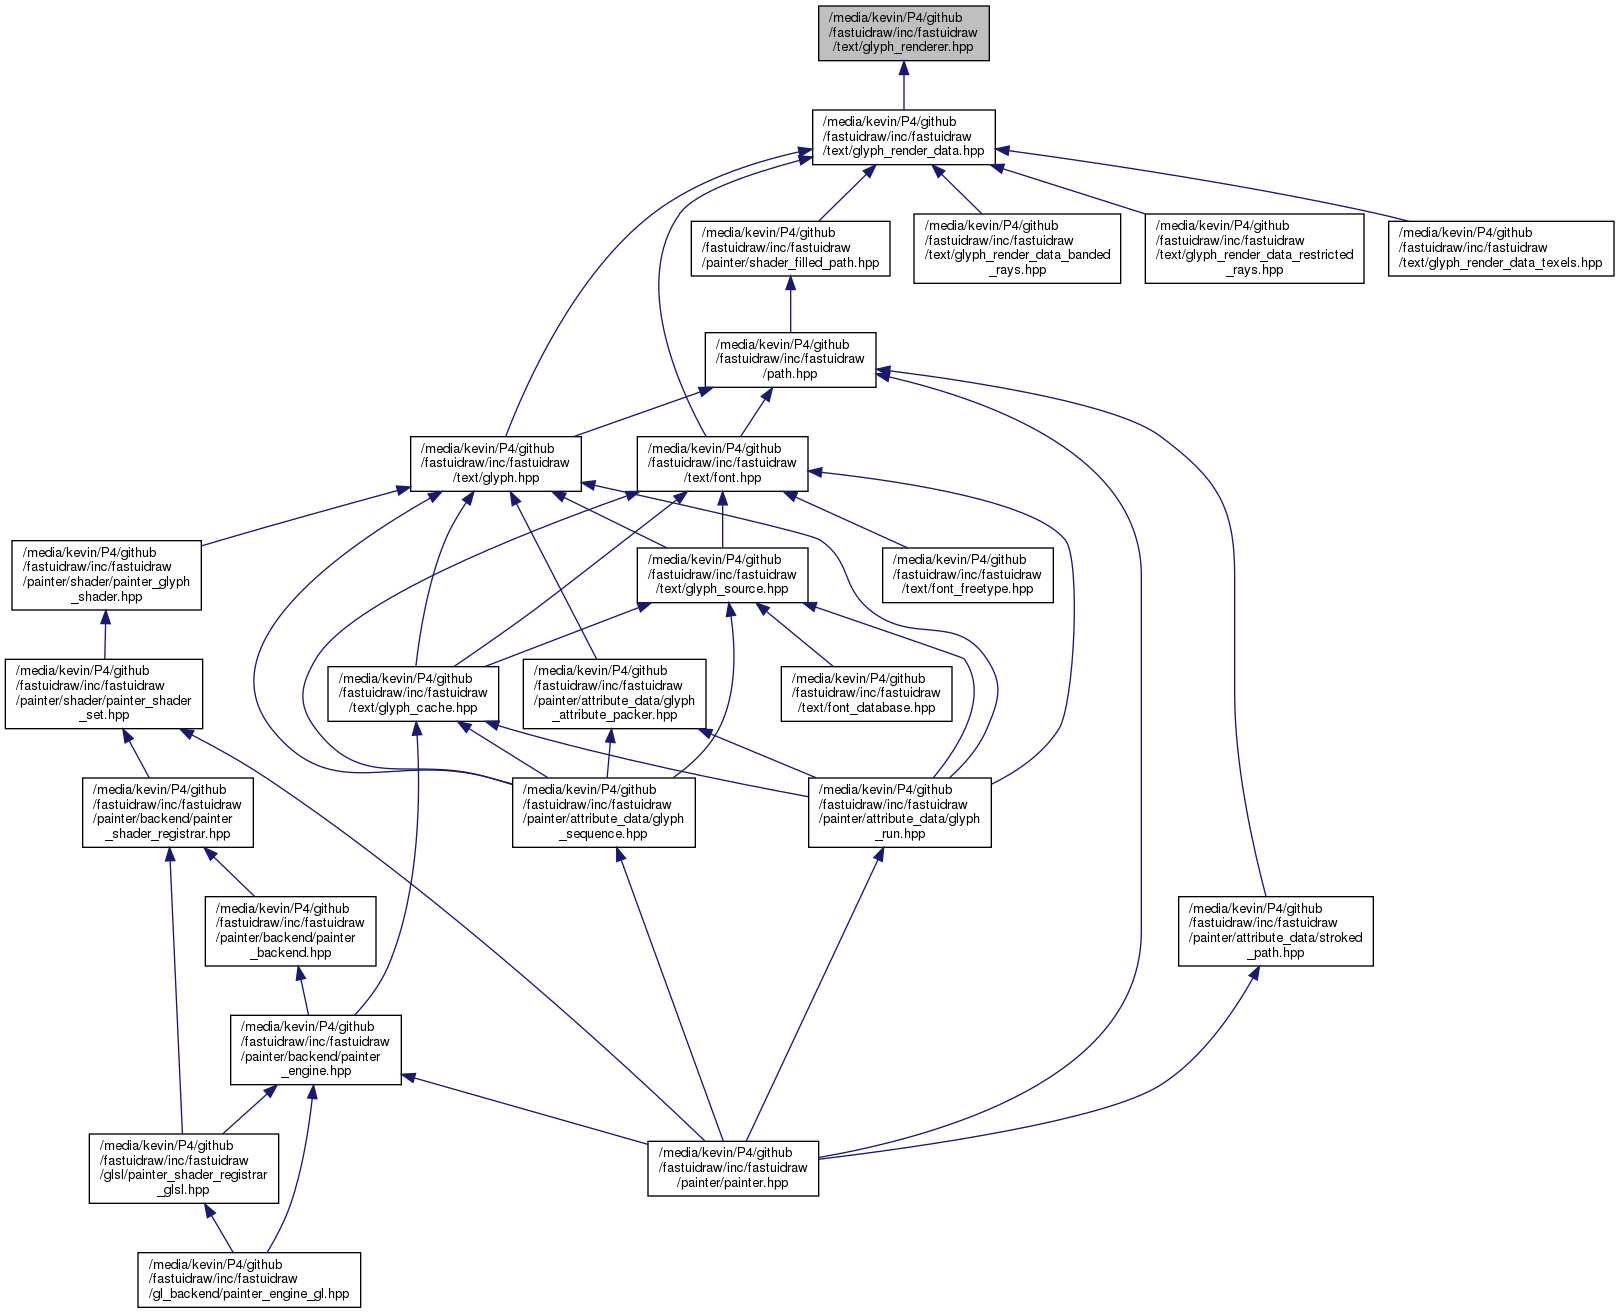 /media/kevin/P4/github
/fastuidraw/inc/fastuidraw
/text/glyph_renderer.hpp
/media/kevin/P4/github
/fastuidraw/inc/fastuidraw
/text/glyph_render_data.hpp
/media/kevin/P4/github
/fastuidraw/inc/fastuidraw
/painter/shader_filled_path.hpp
/media/kevin/P4/github
/fastuidraw/inc/fastuidraw
/text/glyph_render_data_banded
_rays.hpp
/media/kevin/P4/github
/fastuidraw/inc/fastuidraw
/text/glyph_render_data_restricted
_rays.hpp
/media/kevin/P4/github
/fastuidraw/inc/fastuidraw
/text/glyph_render_data_texels.hpp
/media/kevin/P4/github
/fastuidraw/inc/fastuidraw
/path.hpp
/media/kevin/P4/github
/fastuidraw/inc/fastuidraw
/text/glyph.hpp
/media/kevin/P4/github
/fastuidraw/inc/fastuidraw
/text/font.hpp
/media/kevin/P4/github
/fastuidraw/inc/fastuidraw
/painter/shader/painter_glyph
_shader.hpp
/media/kevin/P4/github
/fastuidraw/inc/fastuidraw
/text/glyph_source.hpp
/media/kevin/P4/github
/fastuidraw/inc/fastuidraw
/text/font_freetype.hpp
/media/kevin/P4/github
/fastuidraw/inc/fastuidraw
/painter/shader/painter_shader
_set.hpp
/media/kevin/P4/github
/fastuidraw/inc/fastuidraw
/text/glyph_cache.hpp
/media/kevin/P4/github
/fastuidraw/inc/fastuidraw
/painter/attribute_data/glyph
_attribute_packer.hpp
/media/kevin/P4/github
/fastuidraw/inc/fastuidraw
/text/font_database.hpp
/media/kevin/P4/github
/fastuidraw/inc/fastuidraw
/painter/backend/painter
_shader_registrar.hpp
/media/kevin/P4/github
/fastuidraw/inc/fastuidraw
/painter/attribute_data/glyph
_sequence.hpp
/media/kevin/P4/github
/fastuidraw/inc/fastuidraw
/painter/attribute_data/glyph
_run.hpp
/media/kevin/P4/github
/fastuidraw/inc/fastuidraw
/painter/backend/painter
_backend.hpp
/media/kevin/P4/github
/fastuidraw/inc/fastuidraw
/painter/attribute_data/stroked
_path.hpp
/media/kevin/P4/github
/fastuidraw/inc/fastuidraw
/painter/backend/painter
_engine.hpp
/media/kevin/P4/github
/fastuidraw/inc/fastuidraw
/glsl/painter_shader_registrar
_glsl.hpp
/media/kevin/P4/github
/fastuidraw/inc/fastuidraw
/painter/painter.hpp
/media/kevin/P4/github
/fastuidraw/inc/fastuidraw
/gl_backend/painter_engine_gl.hpp